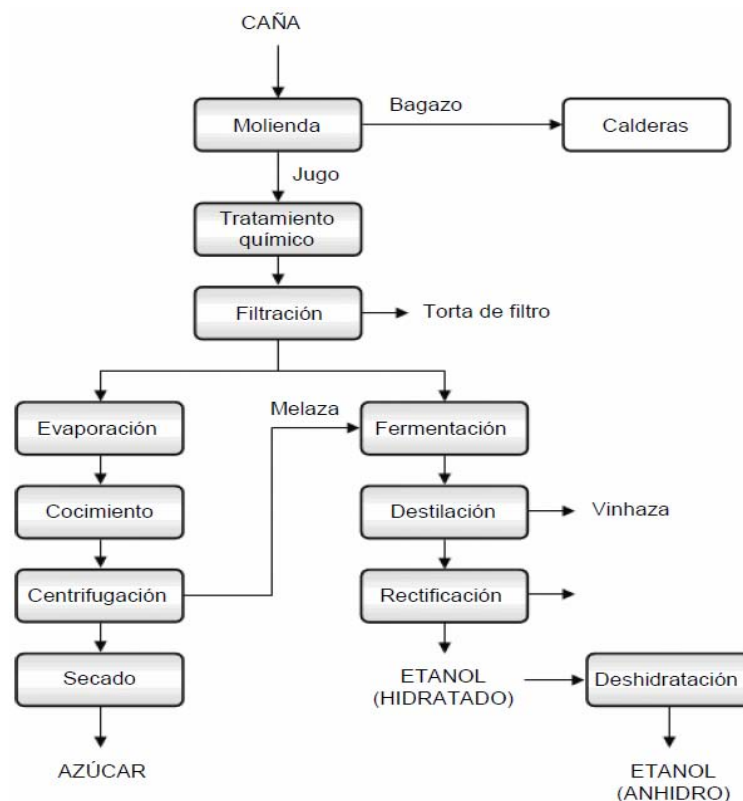 CAÑA
Molienda
Bagazo
Calderas
Jugo
Tratamiento
químico
Filtración
Torta de filtro
Evaporación
Melaza
Fermentación
Cocimiento
Destilación
Vinhaza
Centrifugación
Rectificación
Secado
ETANOL
(HIDRATADO)
Deshidratación
AZÚCAR
ETANOL
(ANHIDRO)